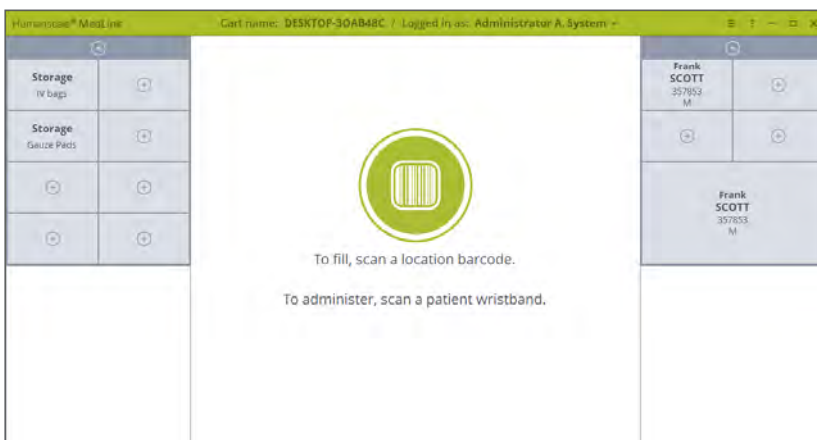 Humanscale® MedLink
Cart name: DESKTOP-3OAB48C / Logged in as: Administrator A. System
Storage
IV bags
Storage
Gauze Pads
To fill, scan a location barcode.
To administer, scan a patient wristband.
Frank
SCOTT
357853
M
Frank
SCOTT
357853
M